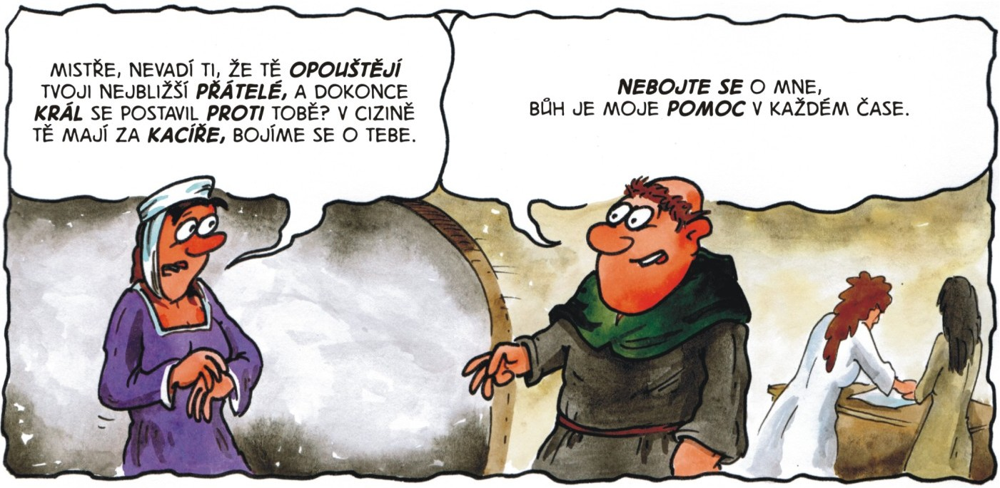 MISTŘE, NEVADÍ TI, ŽE TĚ OPOUŠTĚJÍ
TVOJI NEJBLIŽŠÍ PŘÁTELÉ, A DOKONCE
KRÁL SE POSTAVIL PROTI TOBĚ? V CIZINĚ
TĚ MAJÍ ZA KACÍŘE, BOJÍME SE O TEBE.
NEBOJTE SE O MNE,
BŮH JE MOJE POMOC V KAŽDÉM ČASE.